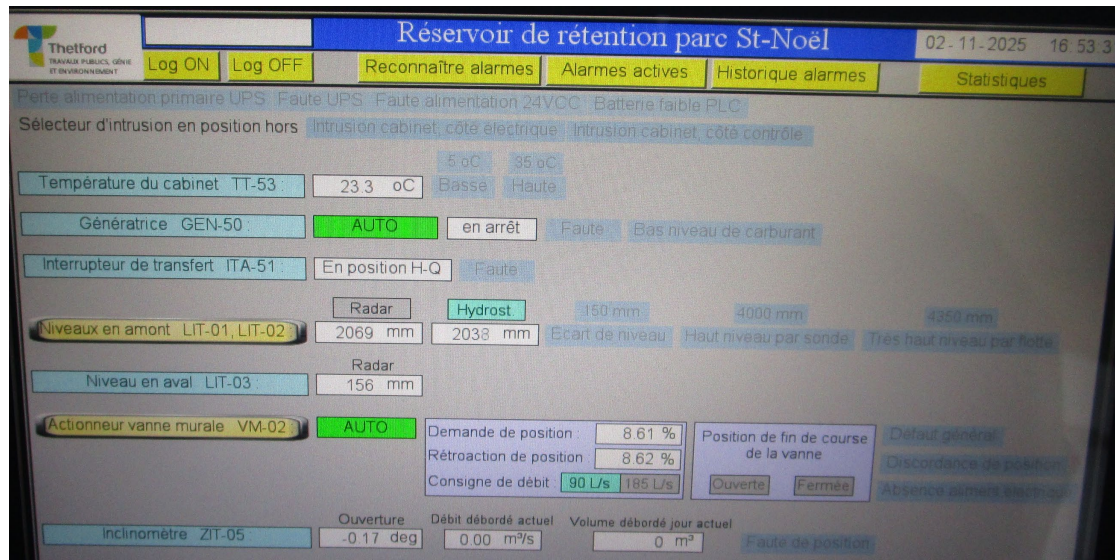 Thetford
TRAVAUX PUBLICS, GÉNIE
ET ENVIRONNEMENT
Réservoir de rétention parc St-Noël
02-11-2025 16:53:3
Log ON Log OFF Reconnaître alarmes Alarmes actives Historique alarmes Statistiques
Perte alimentation primaire UPS Faute UPS Faute alimentation 24VCC Batterie faible PLC
Sélecteur d'intrusion en position hors Intrusion cabinet, côté électrique Intrusion cabinet, côté contrôle
5 oC 35 oC
Température du cabinet TT-53 : 23.3 oC Basse Haute
Génératrice GEN-50 : AUTO en arrêt Faute Bas niveau de carburant
Interrupteur de transfert ITA-51 : En position H-Q Faute
Radar Hydrost. 150 mm 4000 mm 4350 mm
Niveaux en amont LIT-01, LIT-02 : 2069 mm 2038 mm Ecart de niveau Haut niveau par sonde Très haut niveau par flotte
Radar
Niveau en aval LIT-03 : 156 mm
Actionneur vanne murale VM-02 : AUTO Demande de position : 8.61 % Position de fin de course Défaut général
Rétroaction de position : 8.62 % de la vanne Discordance de position
Consigne de débit : 90 L/s 185 L/s Ouverte Fermée Absence
Ouverture Débit débordé actuel Volume débordé jour actuel
Inclinomètre ZIT-05 : -0.17 deg 0.00 m³/s 0 m³ Faute de position